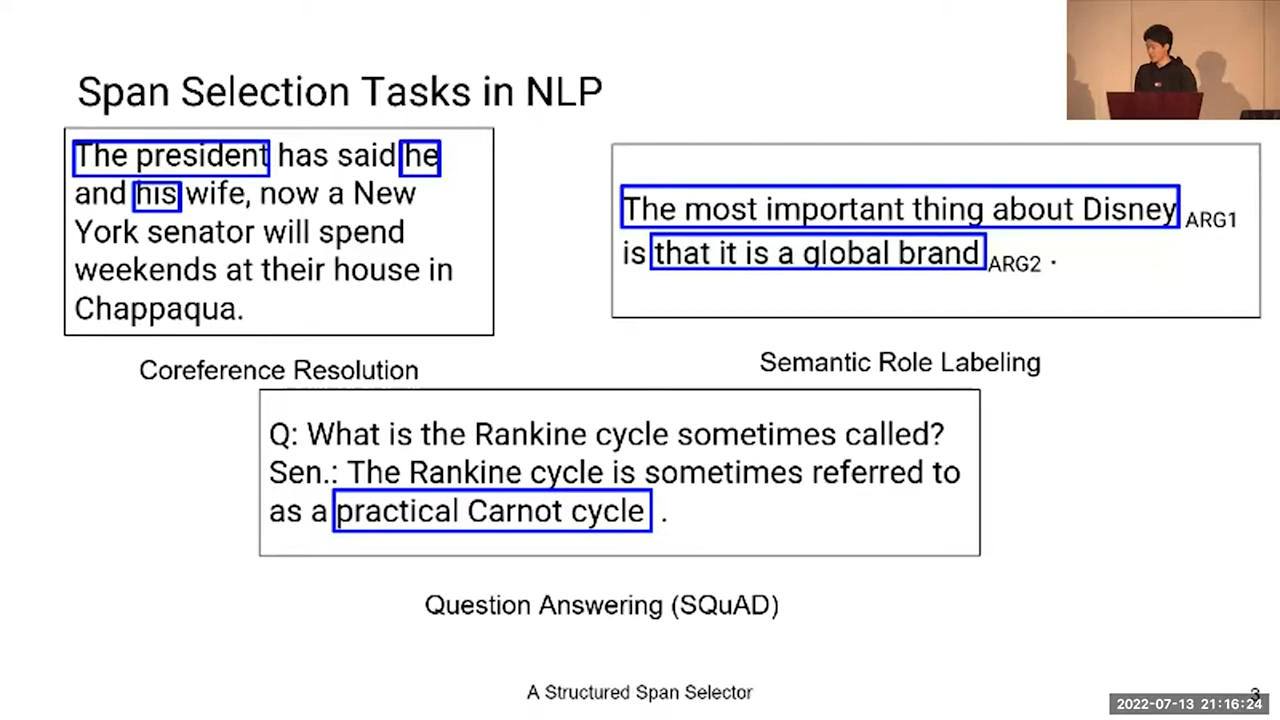 Span Selection Tasks in NLP
The president has said he
and his wife, now a New
York senator will spend
weekends at their house in
Chappaqua.
Coreference Resolution
The most important thing about Disney ARG1
is that it is a global brand ARG2 .
Semantic Role Labeling
Q: What is the Rankine cycle sometimes called?
Sen.: The Rankine cycle is sometimes referred to
as a practical Carnot cycle .
Question Answering (SQuAD)
A Structured Span Selector
3
2022-07-13 21:16:24